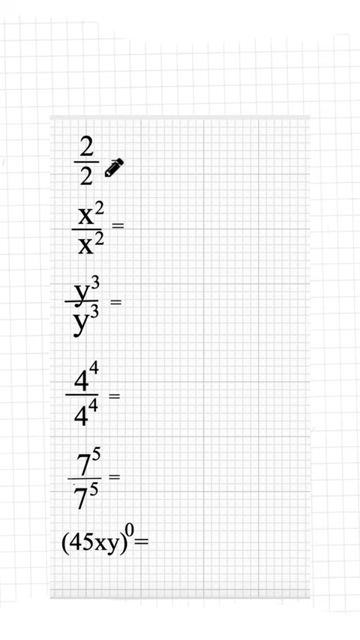 2/2
x²/x² =
y³/y³ =
4⁴/4⁴ =
7⁵/7⁵ =
(45xy)⁰=